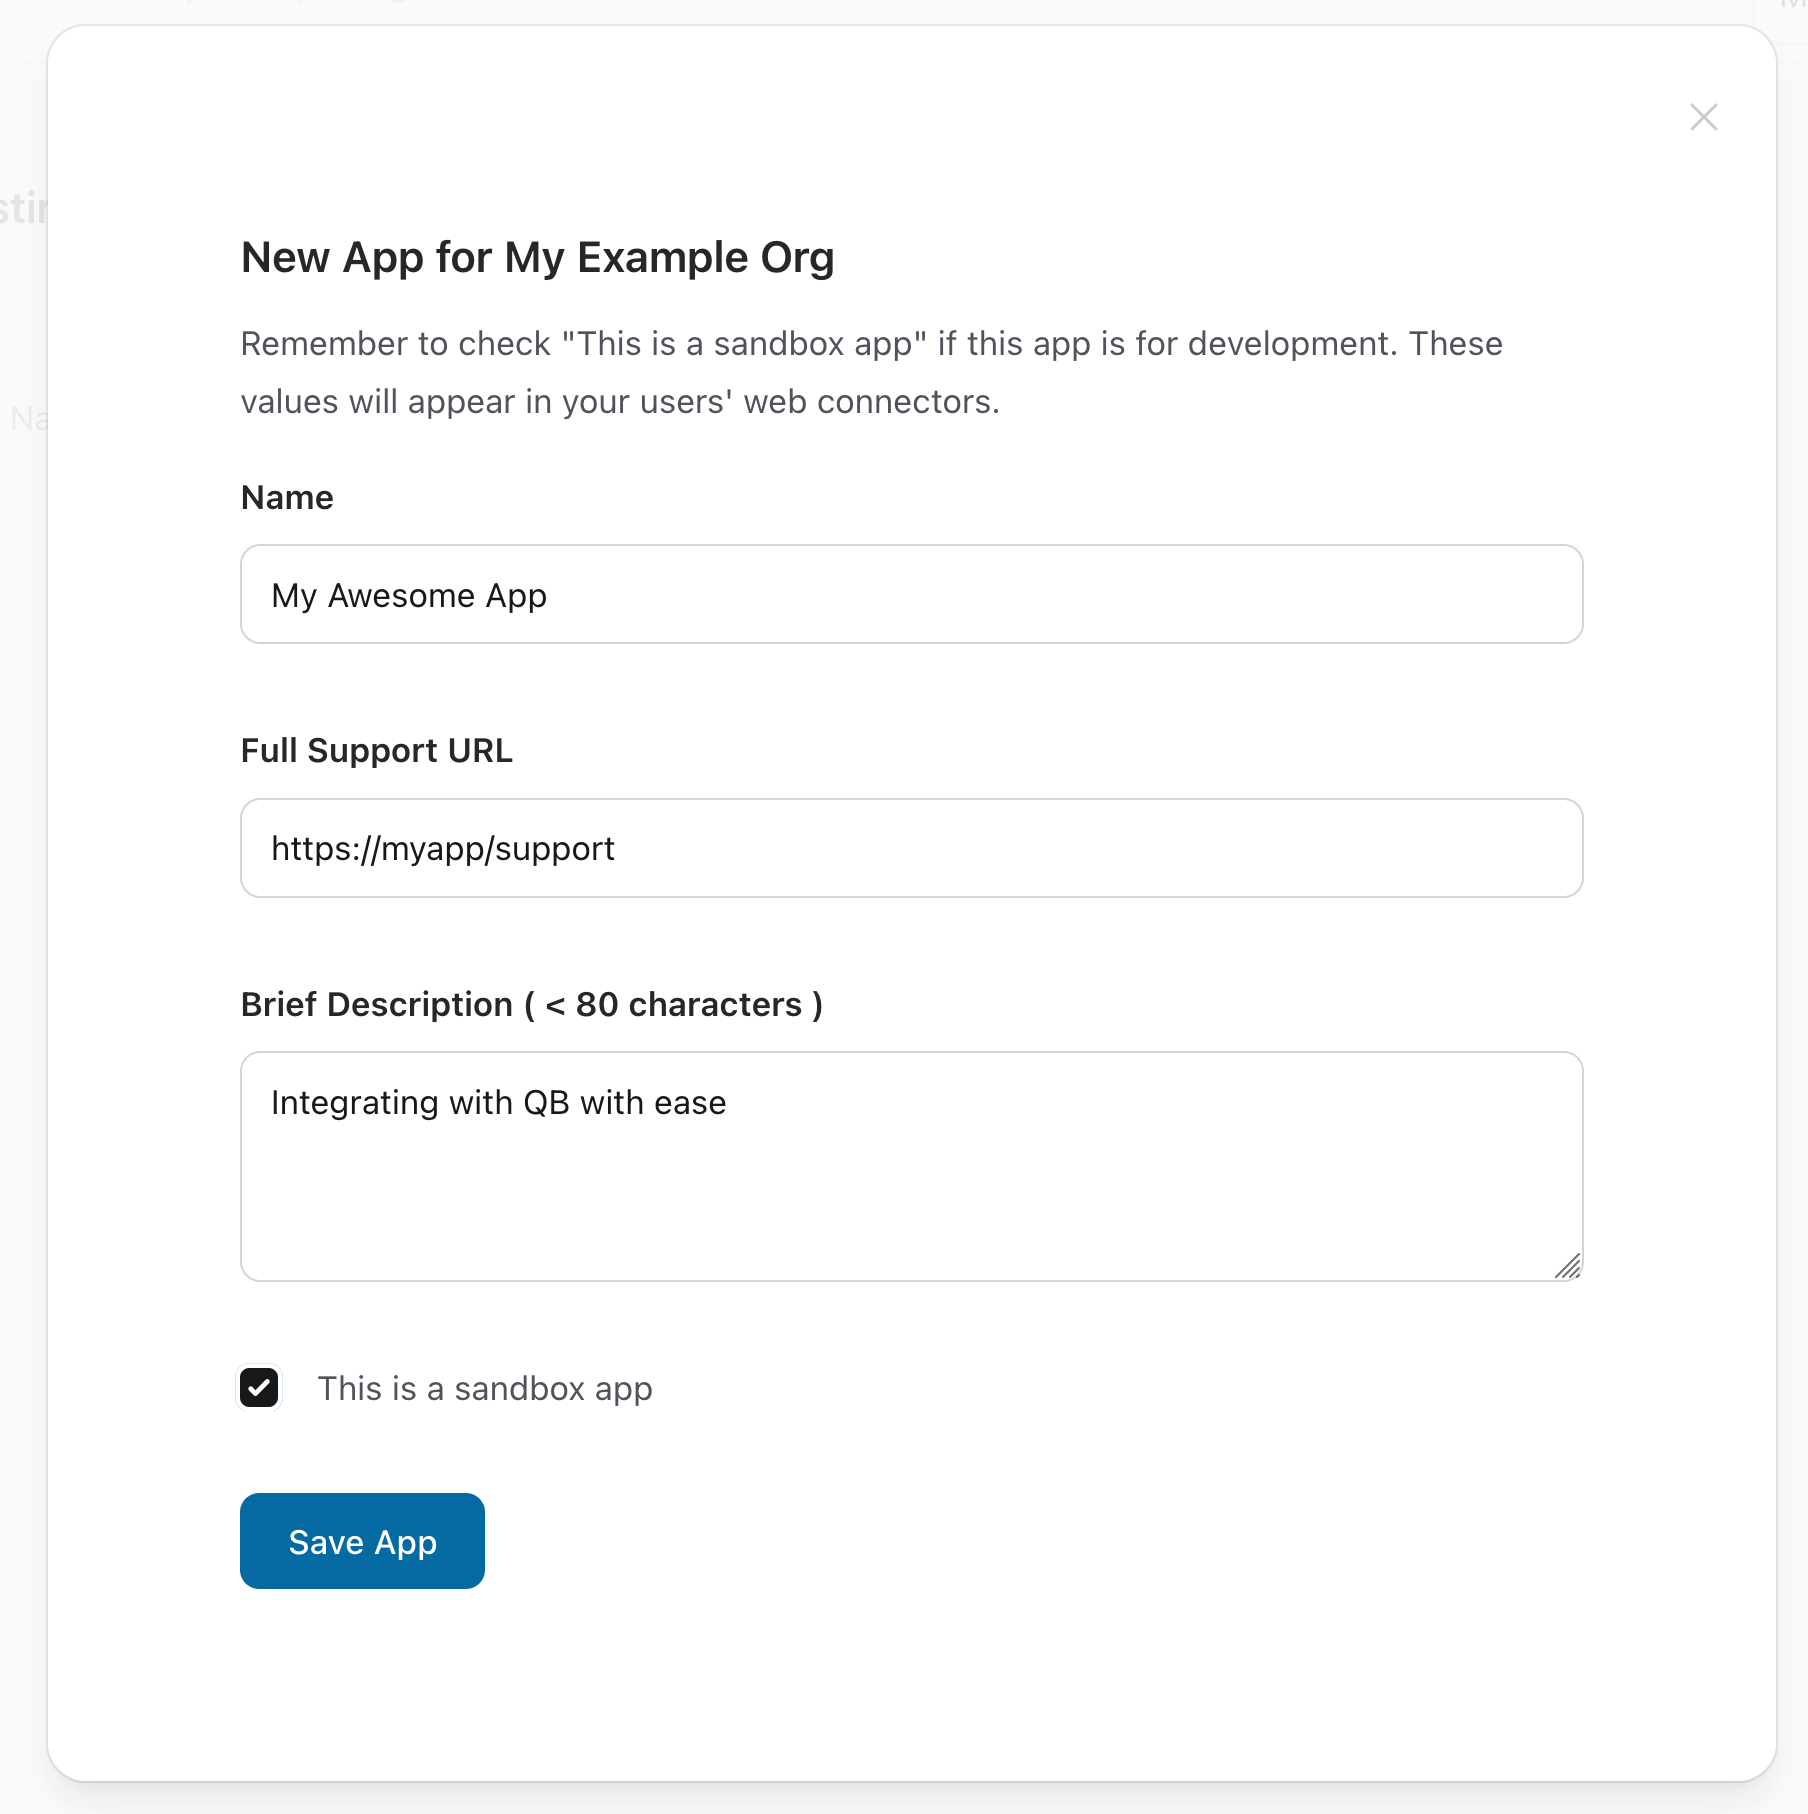 New App for My Example Org
Remember to check "This is a sandbox app" if this app is for development. These
values will appear in your users' web connectors.
Name
My Awesome App
Full Support URL
https://myapp/support
Brief Description ( < 80 characters )
Integrating with QB with ease
This is a sandbox app
Save App